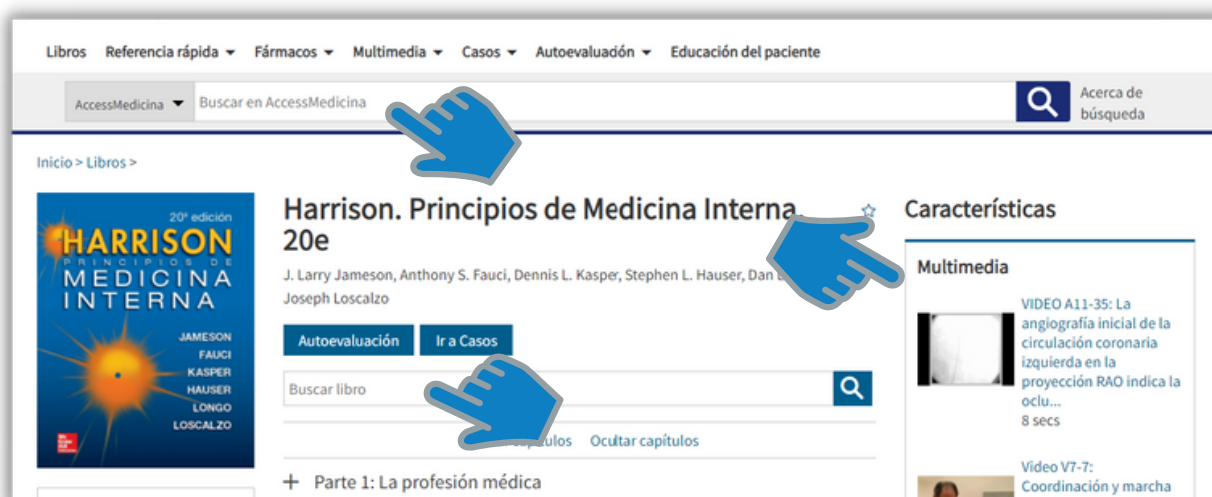 Libros Referencia rápida Fármacos Multimedia Casos Autoevaluación Educación del paciente
AccessMedicina Buscar en AccessMedicina
Acerca de
búsqueda
Inicio > Libros >
20ª edición
HARRISON
PRINCIPIOS DE
MEDICINA
INTERNA
JAMESON
FAUCI
KASPER
HAUSER
LONGO
LOSCALZO
Harrison. Principios de Medicina Interna,
20e
J. Larry Jameson, Anthony S. Fauci, Dennis L. Kasper, Stephen L. Hauser, Dan
Joseph Loscalzo
Autoevaluación Ir a Casos
Buscar libro
Ocultar capítulos
+ Parte 1: La profesión médica
Características
Multimedia
VIDEO A11-35: La
angiografía inicial de la
circulación coronaria
izquierda en la
proyección RAO indica la
oclu...
8 secs
Video V7-7:
Coordinación y marcha